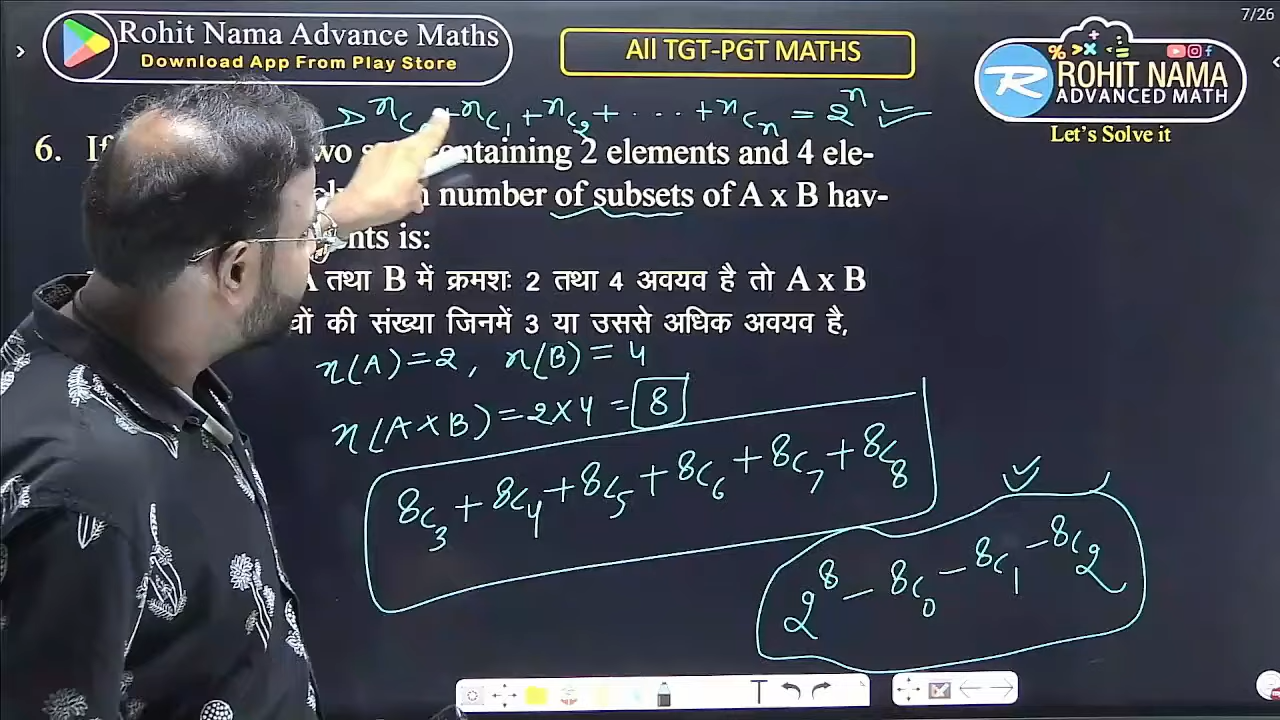 7/26
Rohit Nama Advance Maths
Download App From Play Store
All TGT-PGT MATHS
ROHIT NAMA
ADVANCED MATH
Let's Solve it
ⁿC₁ + ⁿC₂ + ... + ⁿCₙ = 2ⁿ
6. If containing 2 elements and 4 ele-
number of subsets of A x B hav-
is:
तथा B में क्रमशः 2 तथा 4 अवयव है तो A x B
की संख्या जिनमें 3 या उससे अधिक अवयव है,
n(A)=2, n(B)=4
n(A×B)=2×4=8
8C₃+8C₄+8C₅+8C₆+8C₇+8C₈
2⁸-8C₀-8C₁-8C₂